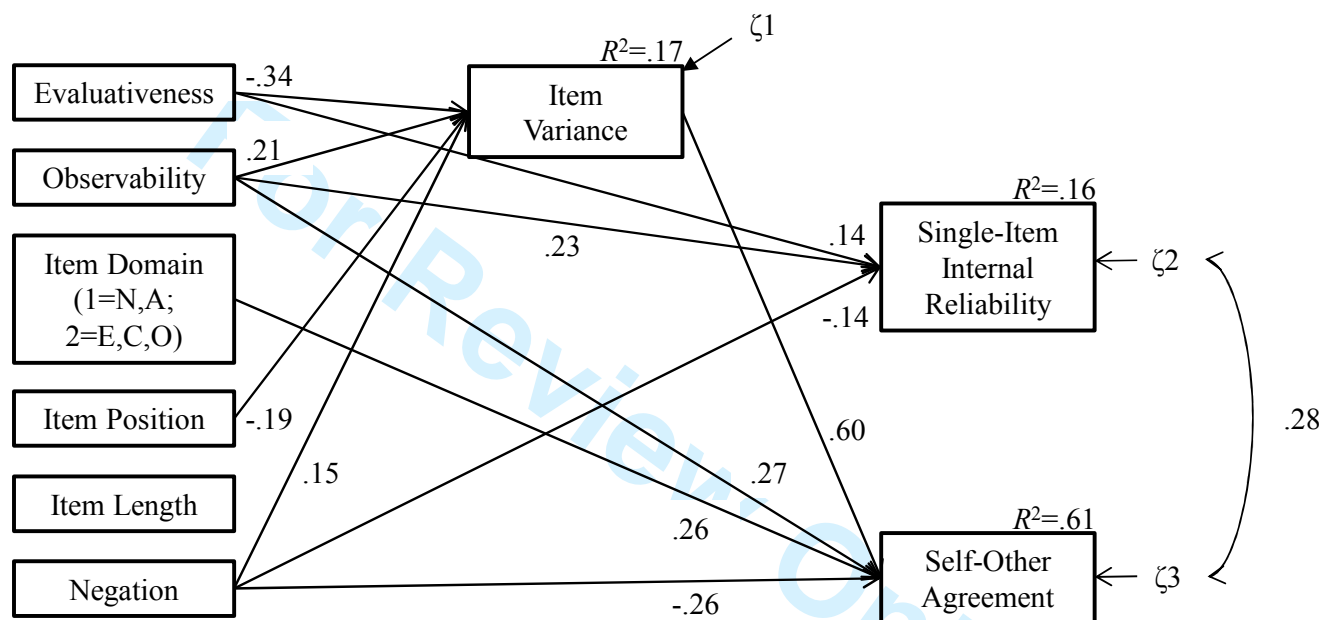 ζ1
R²=.17
-.34
Evaluativeness
Item
Variance
.21
Observability
R²=.16
.14
Single-Item
Internal
Reliability
ζ2
.23
Item Domain
(1=N,A;
2=E,C,O)
-.14
Item Position
-.19
.60
.28
.15
.27
Item Length
.26
R²=.61
Negation
-.26
Self-Other
Agreement
ζ3
For Review On